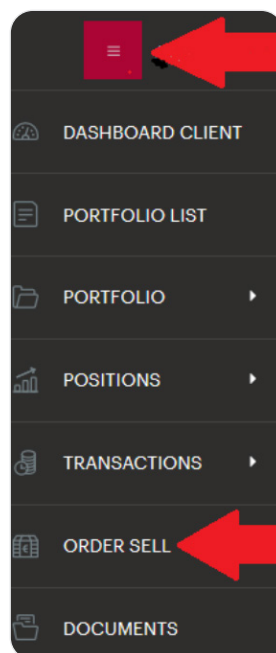 DASHBOARD CLIENT
PORTFOLIO LIST
PORTFOLIO
POSITIONS
TRANSACTIONS
ORDER SELL
DOCUMENTS